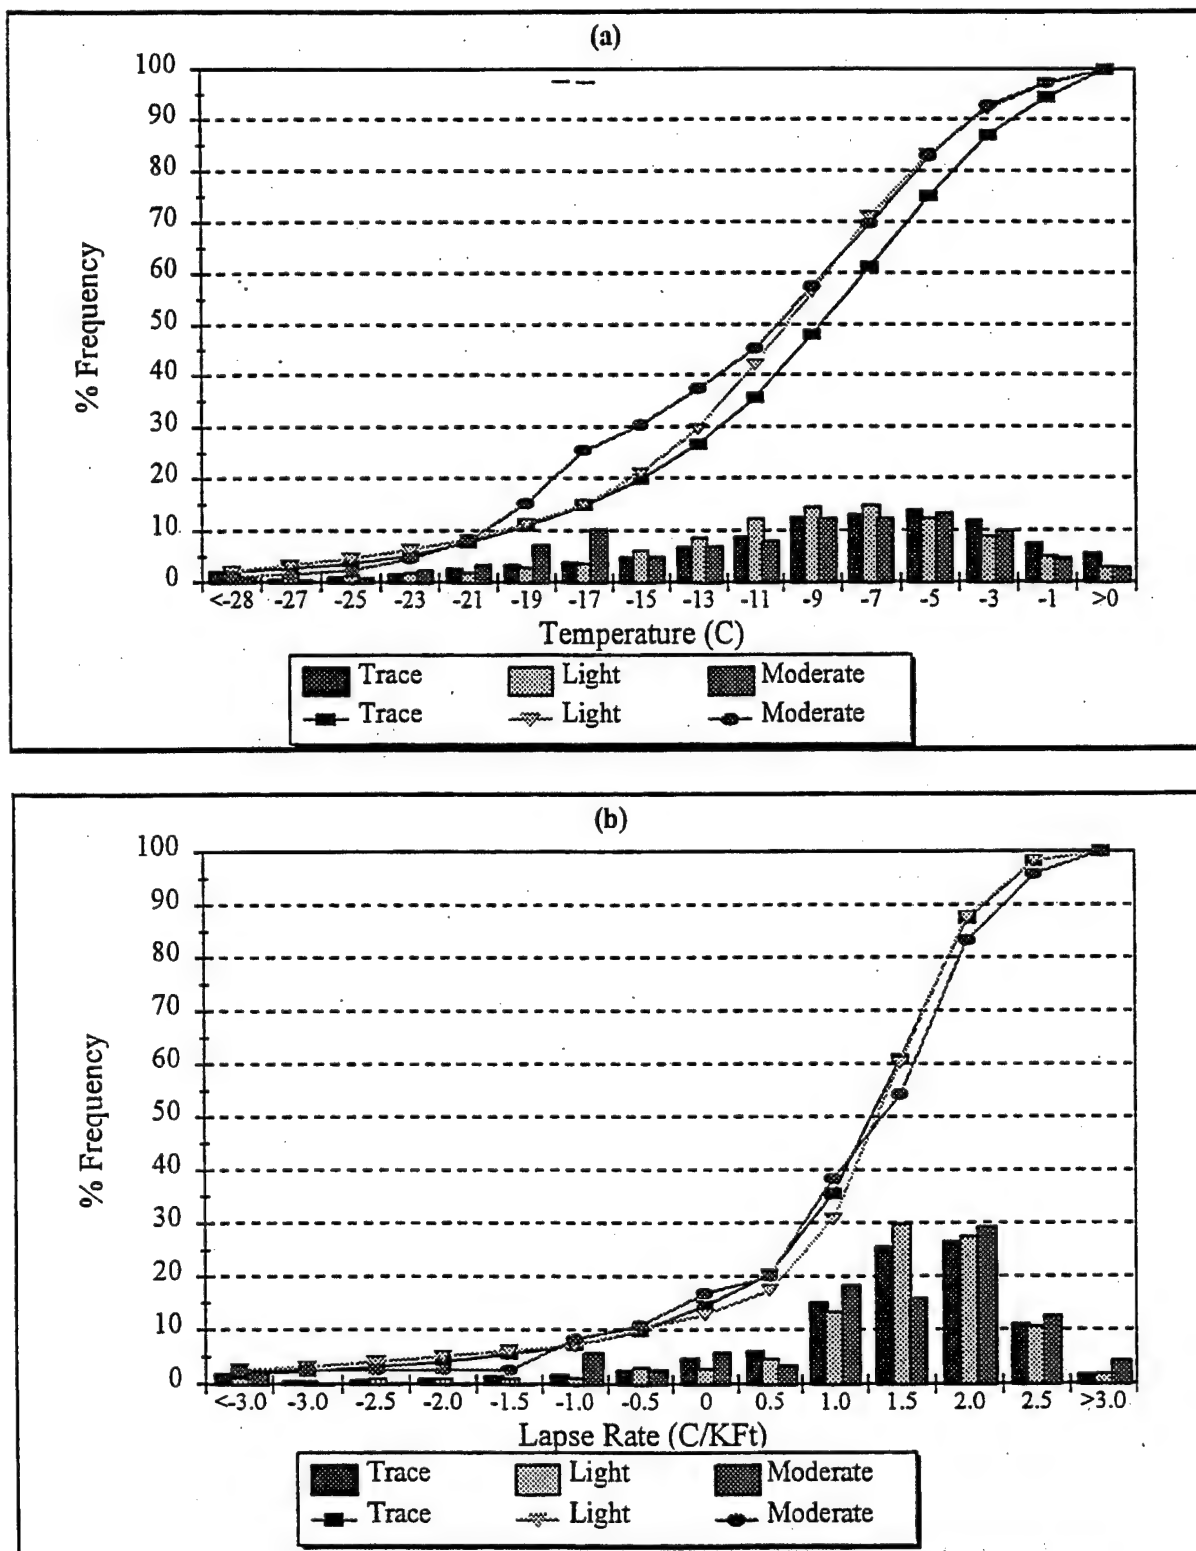 (a)
100
90
80
70
60
50
40
30
20
10
0
% Frequency
<-28 -27 -25 -23 -21 -19 -17 -15 -13 -11 -9 -7 -5 -3 -1 >0
Temperature (C)
Trace Light Moderate
Trace Light Moderate
(b)
100
90
80
70
60
50
40
30
20
10
0
% Frequency
<-3.0 -3.0 -2.5 -2.0 -1.5 -1.0 -0.5 0 0.5 1.0 1.5 2.0 2.5 >3.0
Lapse Rate (C/KFt)
Trace Light Moderate
Trace Light Moderate